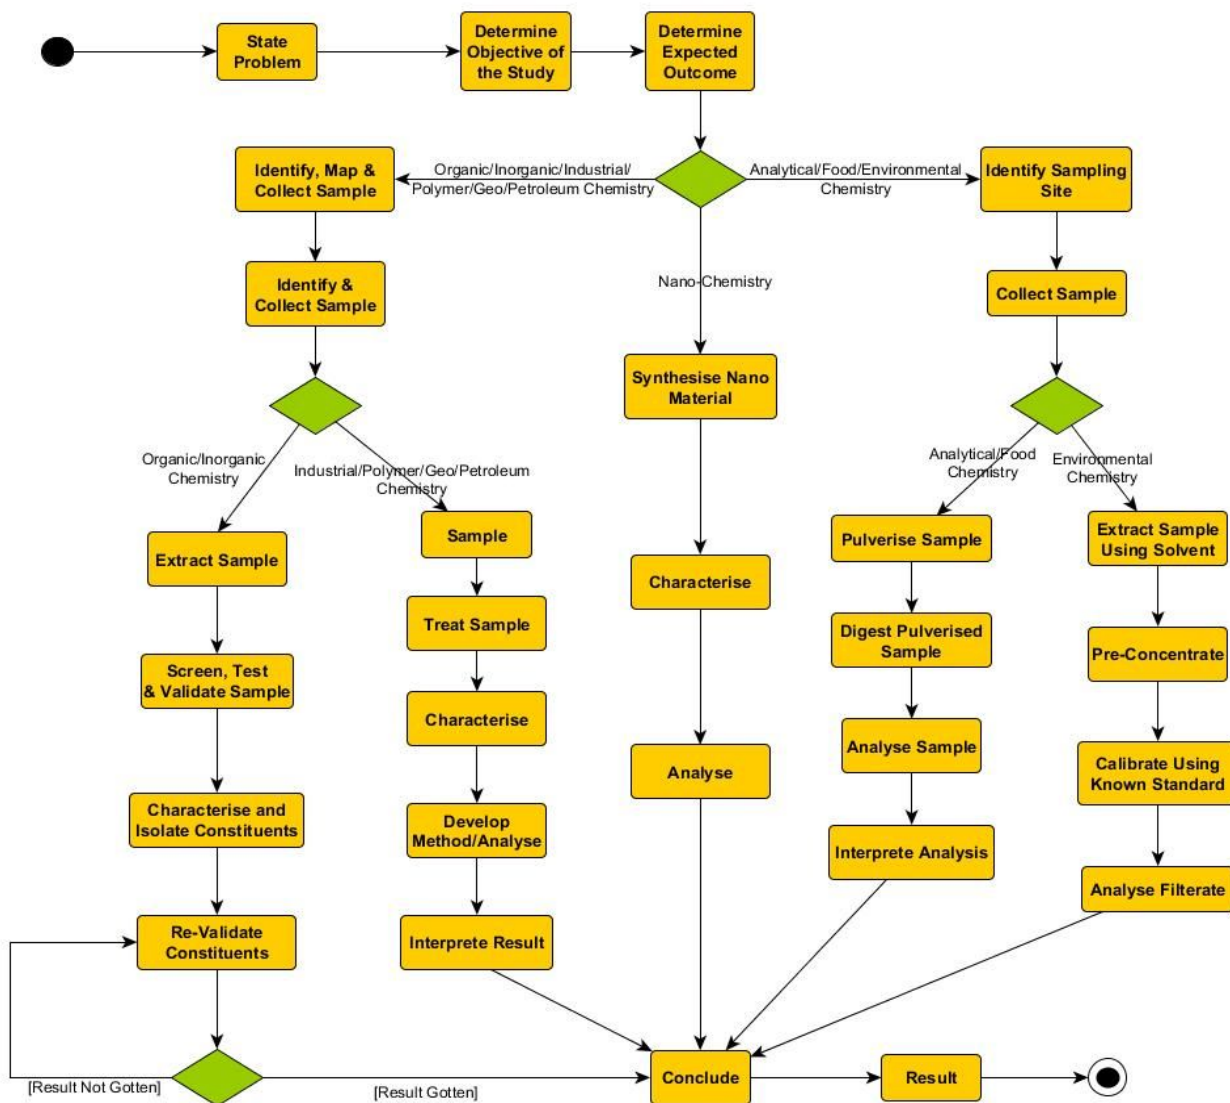 State
Problem
Determine
Objective of
the Study
Determine
Expected
Outcome
Identify, Map &
Collect Sample
Organic/Inorganic/Industrial/
Polymer/Geo/Petroleum Chemistry
Analytical/Food/Environmental
Chemistry
Identify Sampling
Site
Identify &
Collect Sample
Nano-Chemistry
Collect Sample
Synthesise Nano
Material
Organic/Inorganic
Chemistry
Industrial/Polymer/Geo/Petroleum
Chemistry
Analytical/Food
Chemistry
Environmental
Chemistry
Extract Sample
Sample
Characterise
Pulverise Sample
Extract Sample
Using Solvent
Treat Sample
Digest Pulverised
Sample
Pre-Concentrate
Screen, Test
& Validate Sample
Characterise
Analyse
Analyse Sample
Calibrate Using
Known Standard
Characterise and
Isolate Constituents
Develop
Method/Analyse
Interprete Analysis
Analyse Filterate
Re-Validate
Constituents
Interprete Result
[Result Not Gotten]
[Result Gotten]
Conclude
Result